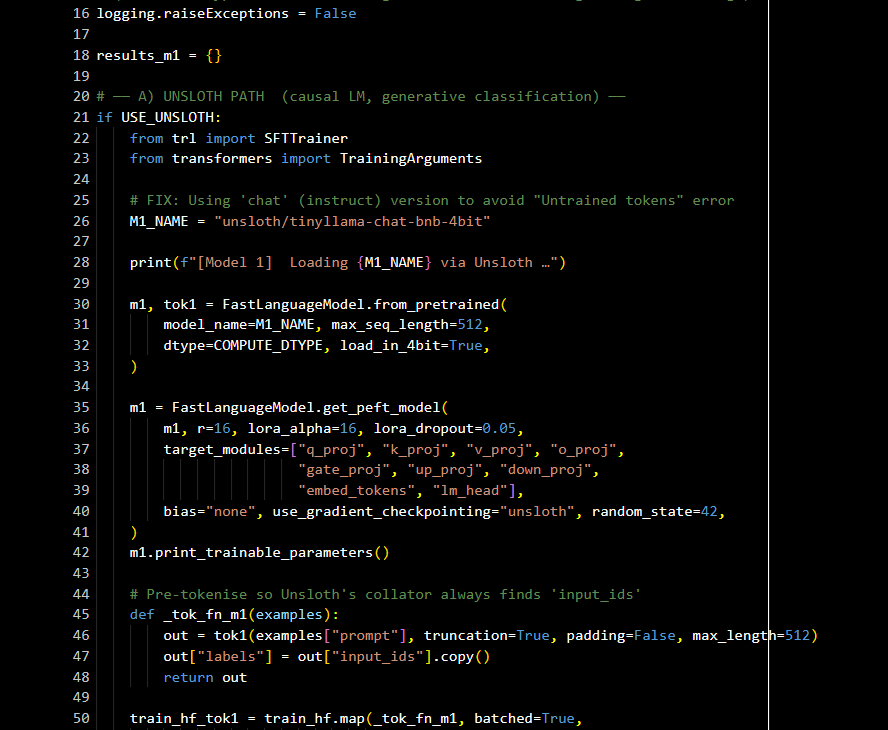 16 logging.raiseExceptions = False
17
18 results_m1 = {}
19
20 # —— A) UNSLOTH PATH  (causal LM, generative classification) ——
21 if USE_UNSLOTH:
22     from trl import SFTTrainer
23     from transformers import TrainingArguments
24
25     # FIX: Using 'chat' (instruct) version to avoid "Untrained tokens" error
26     M1_NAME = "unsloth/tinyllama-chat-bnb-4bit"
27
28     print(f"[Model 1]  Loading {M1_NAME} via Unsloth …")
29
30     m1, tok1 = FastLanguageModel.from_pretrained(
31         model_name=M1_NAME, max_seq_length=512,
32         dtype=COMPUTE_DTYPE, load_in_4bit=True,
33     )
34
35     m1 = FastLanguageModel.get_peft_model(
36         m1, r=16, lora_alpha=16, lora_dropout=0.05,
37         target_modules=["q_proj", "k_proj", "v_proj", "o_proj",
38                         "gate_proj", "up_proj", "down_proj",
39                         "embed_tokens", "lm_head"],
40         bias="none", use_gradient_checkpointing="unsloth", random_state=42,
41     )
42     m1.print_trainable_parameters()
43
44     # Pre-tokenise so Unsloth's collator always finds 'input_ids'
45     def _tok_fn_m1(examples):
46         out = tok1(examples["prompt"], truncation=True, padding=False, max_length=512)
47         out["labels"] = out["input_ids"].copy()
48         return out
49
50     train_hf_tok1 = train_hf.map(_tok_fn_m1, batched=True,